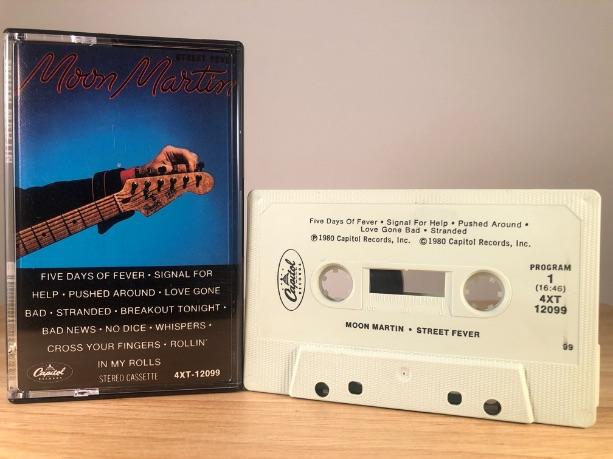 STREET FEVER
Moon Martin
FIVE DAYS OF FEVER • SIGNAL FOR
HELP • PUSHED AROUND • LOVE GONE
BAD • STRANDED • BREAKOUT TONIGHT •
BAD NEWS • NO DICE • WHISPERS •
CROSS YOUR FINGERS • ROLLIN'
IN MY ROLLS
Capitol
RECORDS
STEREO CASSETTE 4XT-12099
Five Days Of Fever • Signal For Help • Pushed Around •
Love Gone Bad • Stranded
℗1980 Capitol Records, Inc. ©1980 Capitol Records, Inc.
Capitol
RECORDS
PROGRAM
1
(16:46)
4XT
12099
MOON MARTIN • STREET FEVER
99